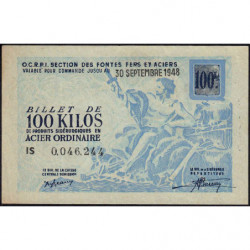 O.C.R.P.I. SECTION DES FONTES FERS ET ACIERS
VALABLE POUR COMMANDE JUSQU'AU
30 SEPTEMBRE 1948
100K
BILLET DE
100 KILOS
DE PRODUITS SIDÉRURGIQUES EN
ACIER ORDINAIRE
IS 0.046.244